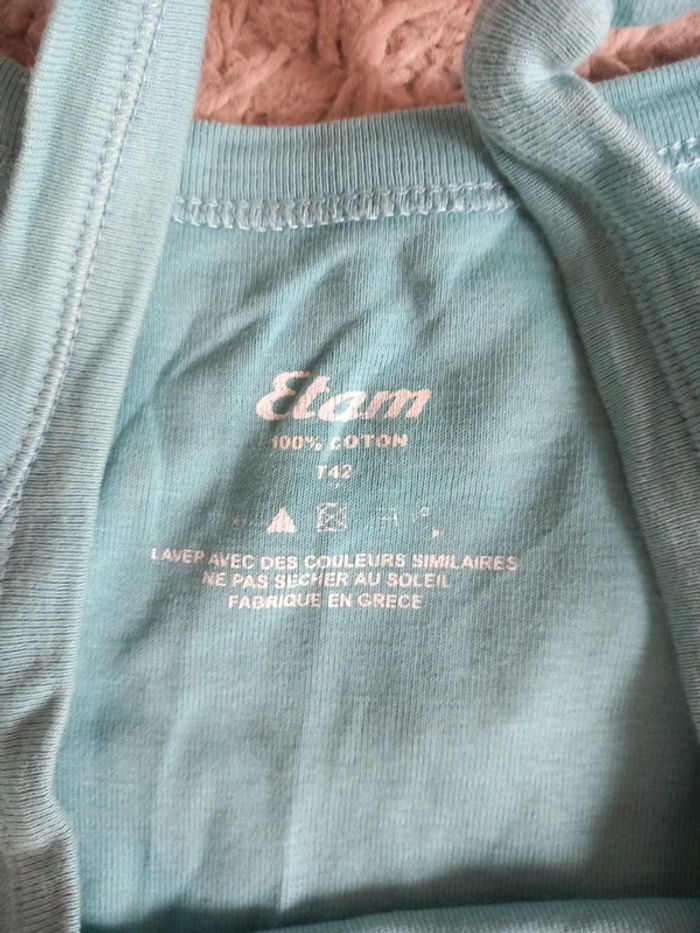 Etam
100% COTON
T42
LAVER AVEC DES COULEURS SIMILAIRES
NE PAS SECHER AU SOLEIL
FABRIQUE EN GRECE